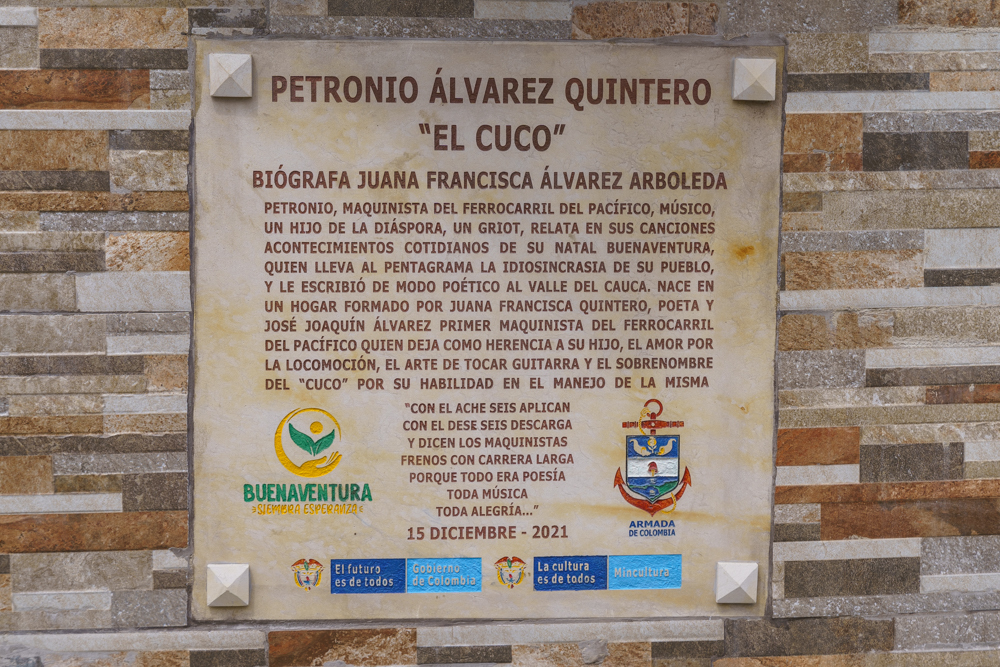 PETRONIO ÁLVAREZ QUINTERO
“EL CUCO”
BIÓGRAFA JUANA FRANCISCA ÁLVAREZ ARBOLEDA
PETRONIO, MAQUINISTA DEL FERROCARRIL DEL PACÍFICO, MÚSICO,
UN HIJO DE LA DIÁSPORA, UN GRIOT, RELATA EN SUS CANCIONES
ACONTECIMIENTOS COTIDIANOS DE SU NATAL BUENAVENTURA,
QUIEN LLEVA AL PENTAGRAMA LA IDIOSINCRASIA DE SU PUEBLO,
Y LE ESCRIBIÓ DE MODO POÉTICO AL VALLE DEL CAUCA. NACE EN
UN HOGAR FORMADO POR JUANA FRANCISCA QUINTERO, POETA Y
JOSÉ JOAQUÍN ÁLVAREZ PRIMER MAQUINISTA DEL FERROCARRIL
DEL PACÍFICO QUIEN DEJA COMO HERENCIA A SU HIJO, EL AMOR POR
LA LOCOMOCIÓN, EL ARTE DE TOCAR GUITARRA Y EL SOBRENOMBRE
DEL “CUCO” POR SU HABILIDAD EN EL MANEJO DE LA MISMA
“CON EL ACHE SEIS APLICAN
CON EL DESE SEIS DESCARGA
Y DICEN LOS MAQUINISTAS
FRENOS CON CARRERA LARGA
PORQUE TODO ERA POESÍA
TODA MÚSICA
TODA ALEGRÍA...”
15 DICIEMBRE - 2021
BUENAVENTURA
SIEMBRA ESPERANZA
ARMADA
DE COLOMBIA
El futuro
es de todos
Gobierno
de Colombia
La cultura
es de todos
Mincultura